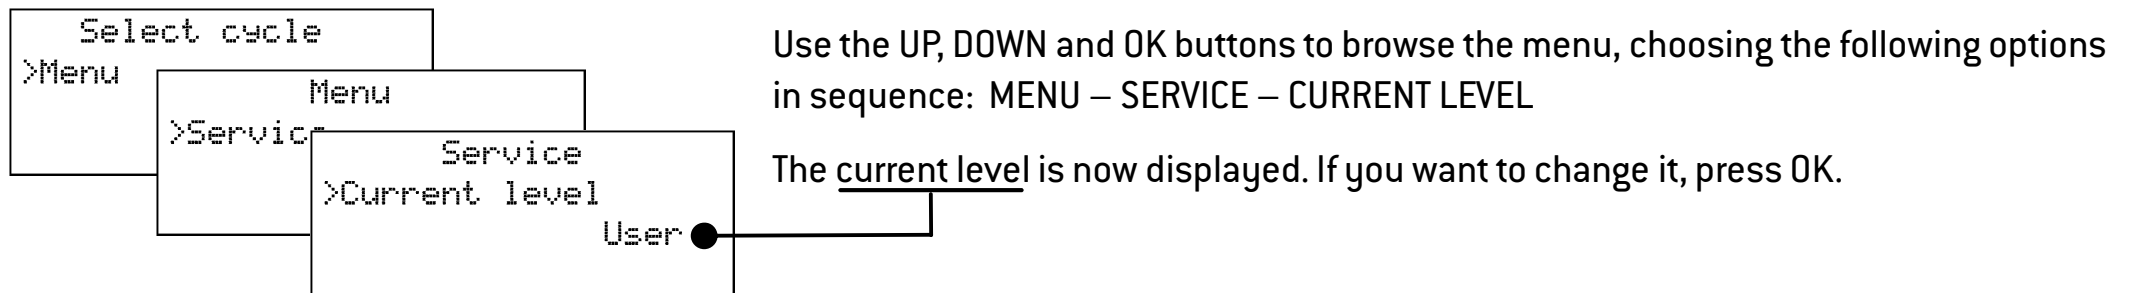 Select cycle
>Menu
Menu
>Service
Service
>Current level
User
Use the UP, DOWN and OK buttons to browse the menu, choosing the following options
in sequence: MENU – SERVICE – CURRENT LEVEL
The current level is now displayed. If you want to change it, press OK.